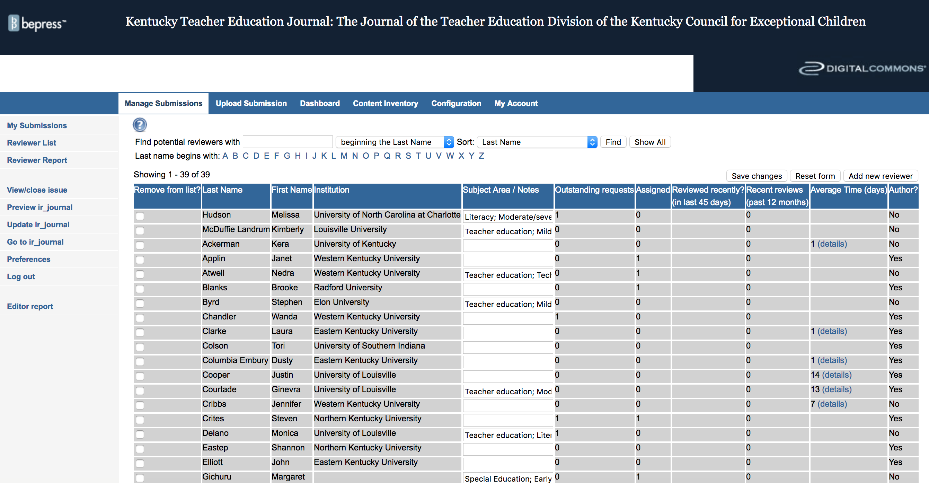 bepress™
Kentucky Teacher Education Journal: The Journal of the Teacher Education Division of the Kentucky Council for Exceptional Children
DIGITALCOMMONS
Manage Submissions Upload Submission Dashboard Content Inventory Configuration My Account
My Submissions
Reviewer List
Reviewer Report
View/close issue
Preview ir_journal
Update ir_journal
Go to ir_journal
Preferences
Log out
Editor report
?
Find potential reviewers with beginning the Last Name Sort: Last Name Find Show All
Last name begins with: A B C D E F G H I J K L M N O P Q R S T U V W X Y Z
Showing 1 - 39 of 39
Save changes Reset form Add new reviewer
Remove from list? Last Name First Name Institution Subject Area / Notes Outstanding requests Assigned Reviewed recently? (in last 45 days) Recent reviews (past 12 months) Average Time (days) Author?
Hudson Melissa University of North Carolina at Charlotte Literacy; Moderate/seve 1 0 0 No
McDuffie Landrum Kimberly Louisville University Teacher education; Mild 0 0 0 No
Ackerman Kera University of Kentucky 0 0 0 1 (details) No
Applin Janet Western Kentucky University 0 1 0 Yes
Atwell Nedra Western Kentucky University Teacher education; Tech 0 1 0 No
Blanks Brooke Radford University 0 1 0 Yes
Byrd Stephen Elon University Teacher education; Mild 0 0 0 No
Chandler Wanda Western Kentucky University 1 0 0 Yes
Clarke Laura Eastern Kentucky University 0 0 0 1 (details) Yes
Colson Tori University of Southern Indiana 0 0 0 Yes
Columbia Embury Dusty Eastern Kentucky University 0 0 0 1 (details) Yes
Cooper Justin University of Louisville 0 0 0 14 (details) Yes
Courtade Ginevra University of Louisville Teacher education; Moc 0 0 0 13 (details) Yes
Cribbs Jennifer Western Kentucky University 0 0 0 7 (details) No
Crites Steven Northern Kentucky University 1 1 0 Yes
Delano Monica University of Louisville Teacher education; Liter 1 0 0 No
Eastep Shannon Northern Kentucky University 0 0 0 Yes
Elliott John Eastern Kentucky University 0 0 0 Yes
Gichuru Margaret Special Education; Early 0 1 0 No